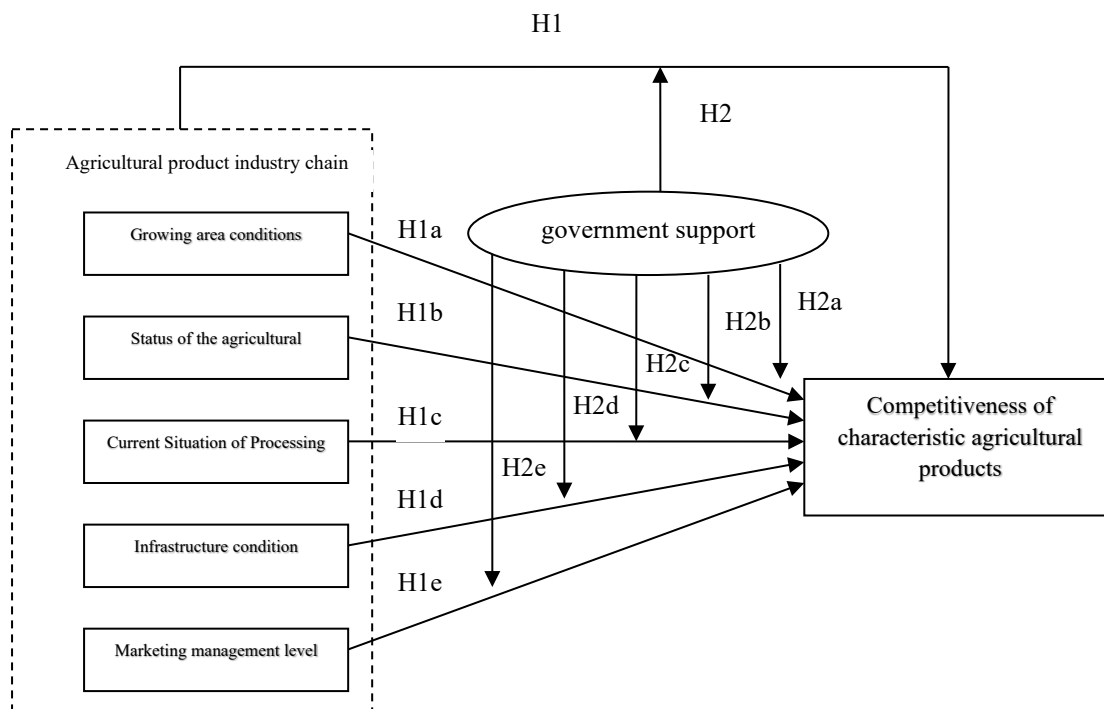 H1
H2
Agricultural product industry chain
Growing area conditions
H1a
government support
Status of the agricultural
H1b
H2a
H2b
H2c
Current Situation of Processing
H1c
H2d
Competitiveness of
characteristic agricultural
products
H2e
H1d
Infrastructure condition
H1e
Marketing management level